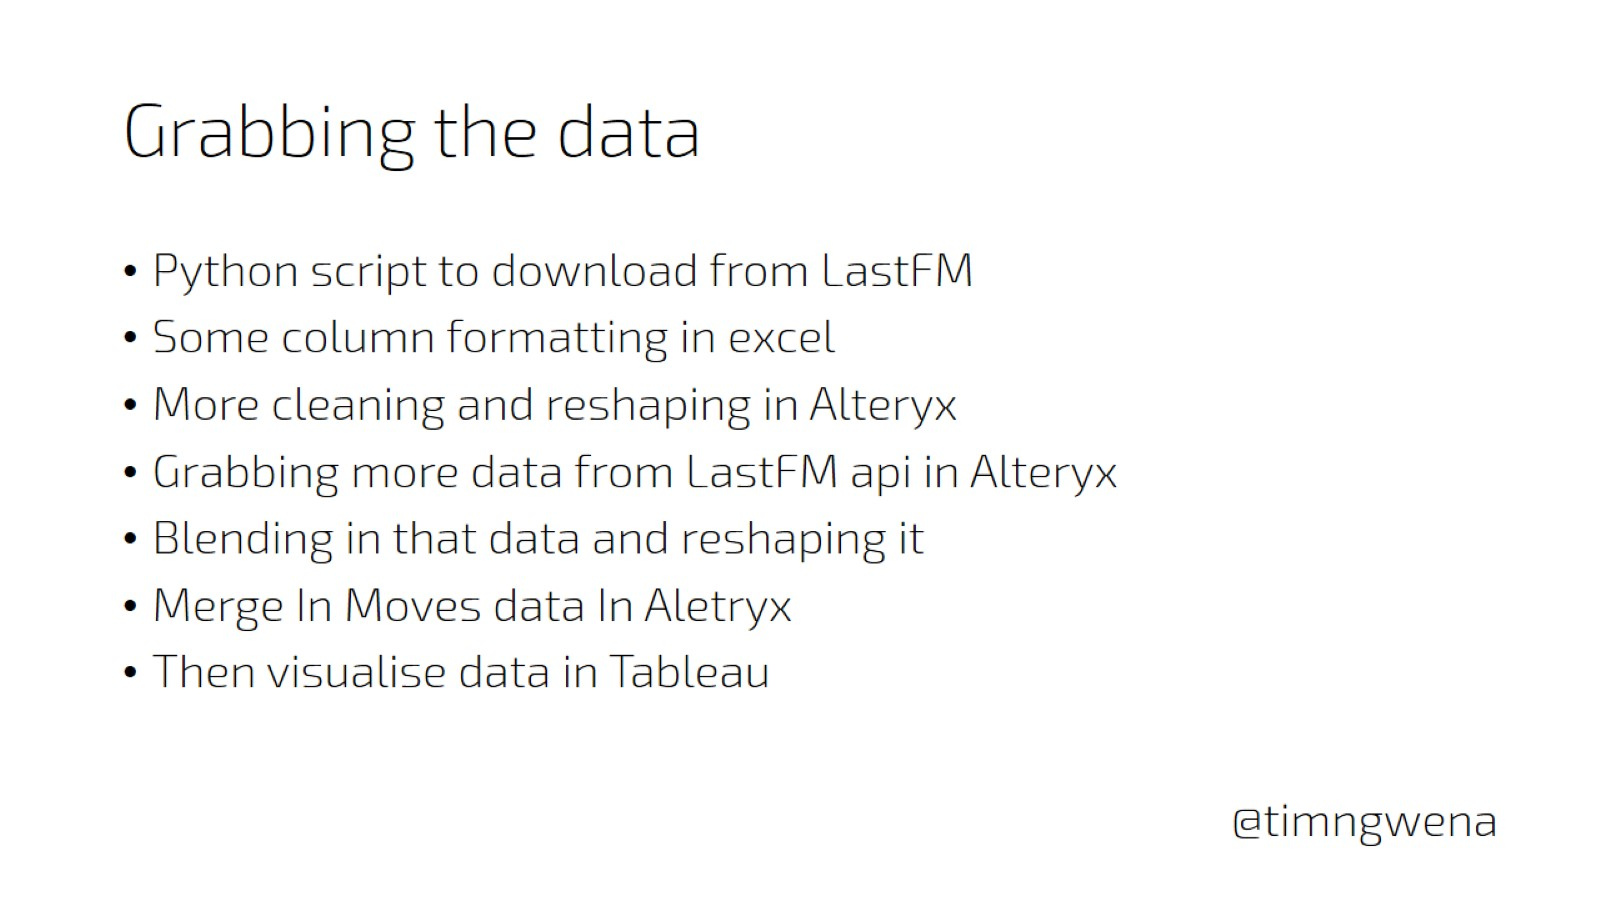 Grabbing the data
• Python script to download from LastFM
• Some column formatting in excel
• More cleaning and reshaping in Alteryx
• Grabbing more data from LastFM api in Alteryx
• Blending in that data and reshaping it
• Merge In Moves data In Aletryx
• Then visualise data in Tableau
@timngwena